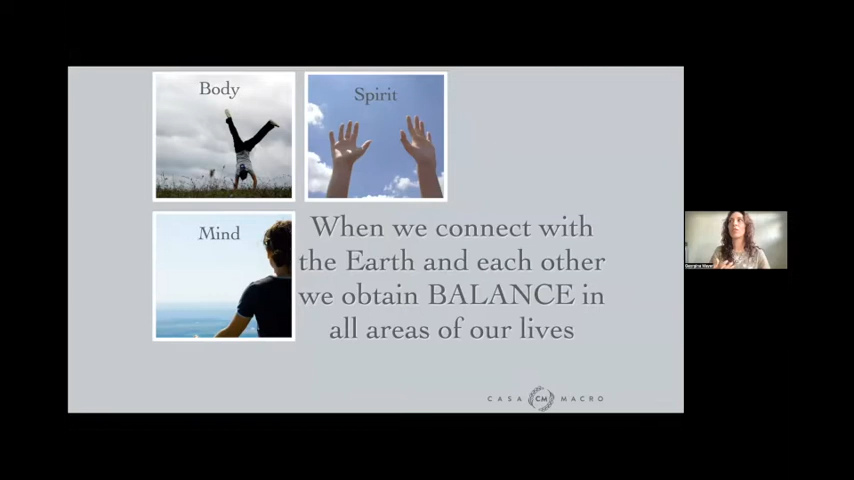 Body
Spirit
Mind
When we connect with
the Earth and each other
we obtain BALANCE in
all areas of our lives
CASA CM MACRO